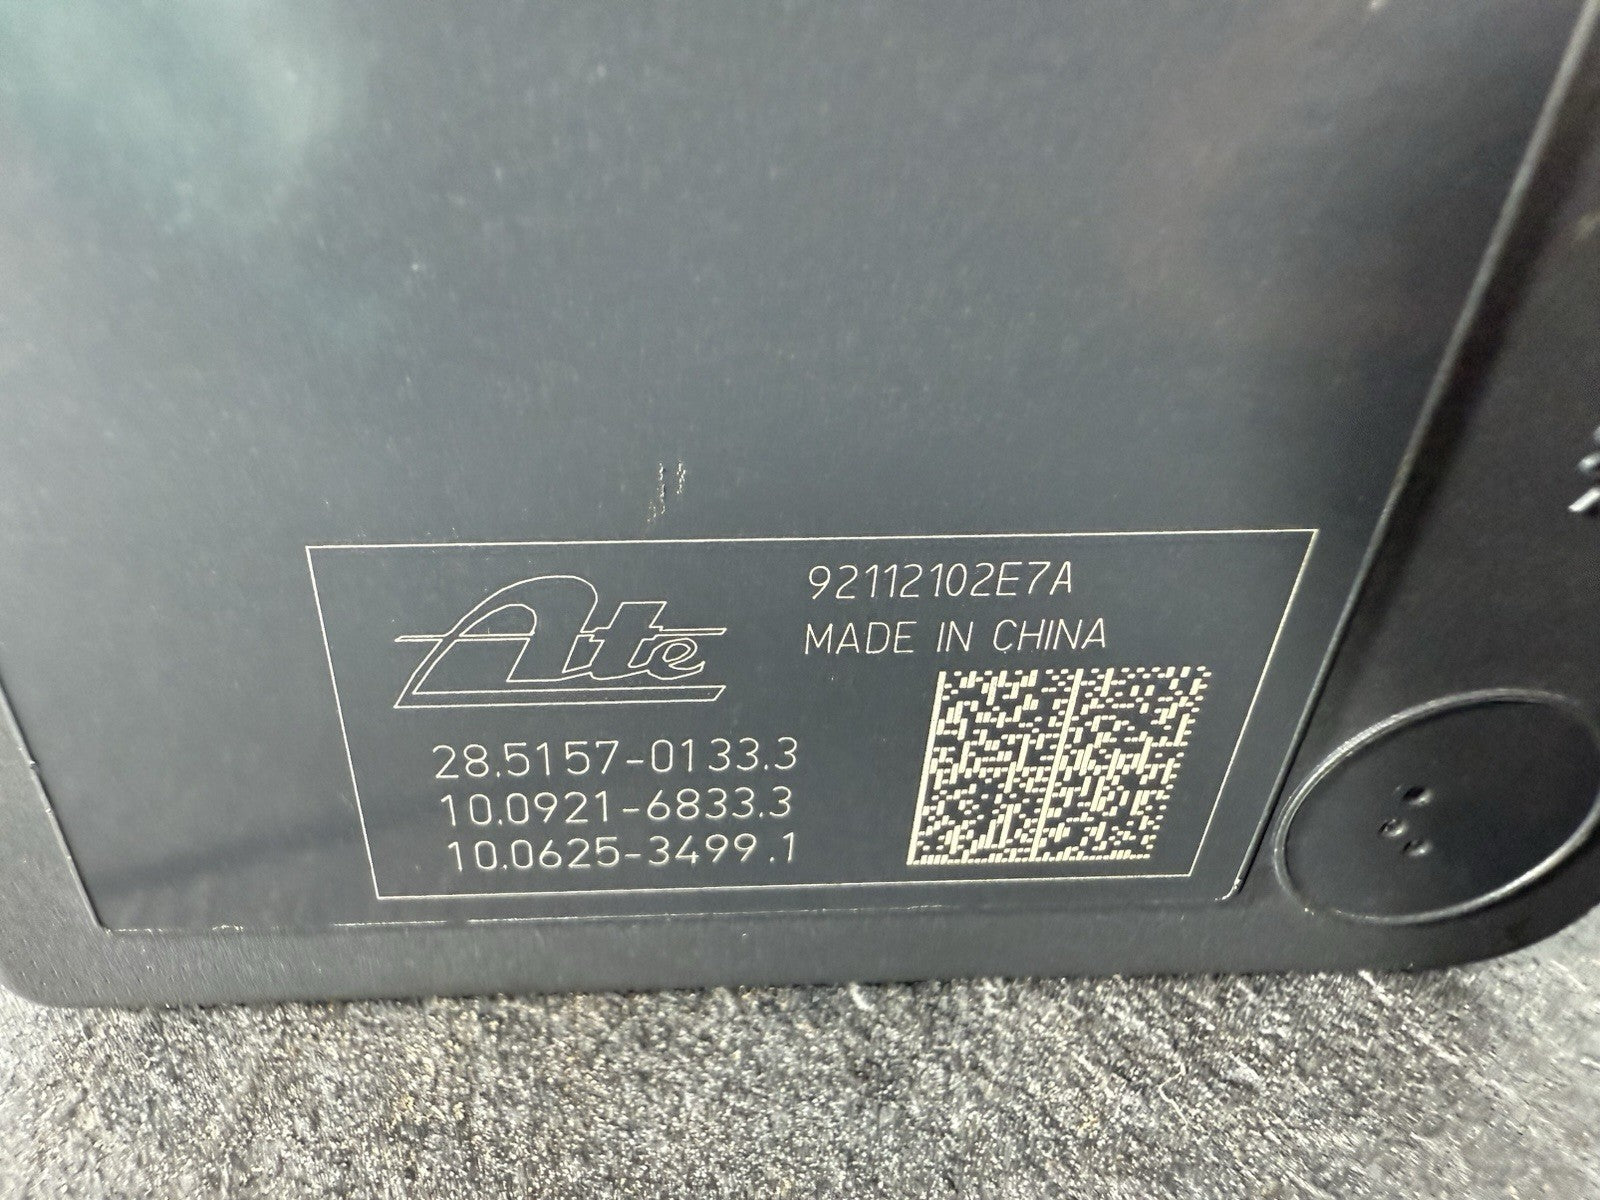 Ate
92112102E7A
MADE IN CHINA
28.5157-0133.3
10.0921-6833.3
10.0625-3499.1